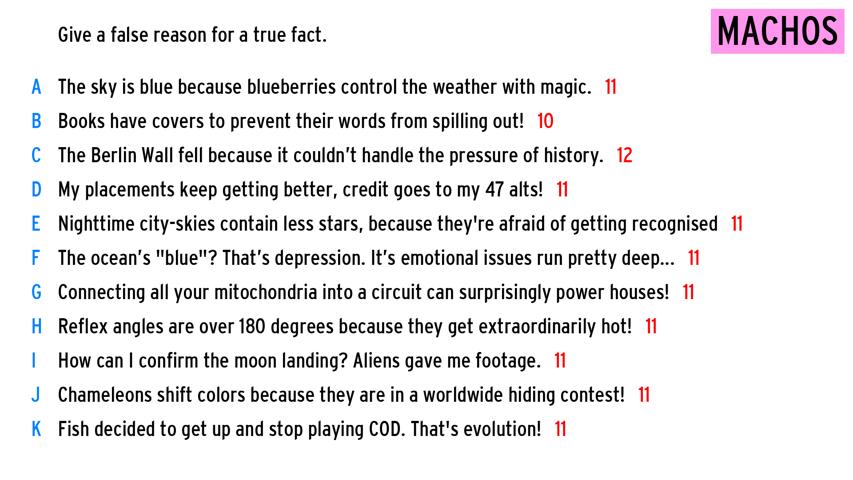 Give a false reason for a true fact.
MACHOS
A The sky is blue because blueberries control the weather with magic. 11
B Books have covers to prevent their words from spilling out! 10
C The Berlin Wall fell because it couldn't handle the pressure of history. 12
D My placements keep getting better, credit goes to my 47 alts! 11
E Nighttime city-skies contain less stars, because they're afraid of getting recognised 11
F The ocean's "blue"? That's depression. It's emotional issues run pretty deep... 11
G Connecting all your mitochondria into a circuit can surprisingly power houses! 11
H Reflex angles are over 180 degrees because they get extraordinarily hot! 11
I How can I confirm the moon landing? Aliens gave me footage. 11
J Chameleons shift colors because they are in a worldwide hiding contest! 11
K Fish decided to get up and stop playing COD. That's evolution! 11